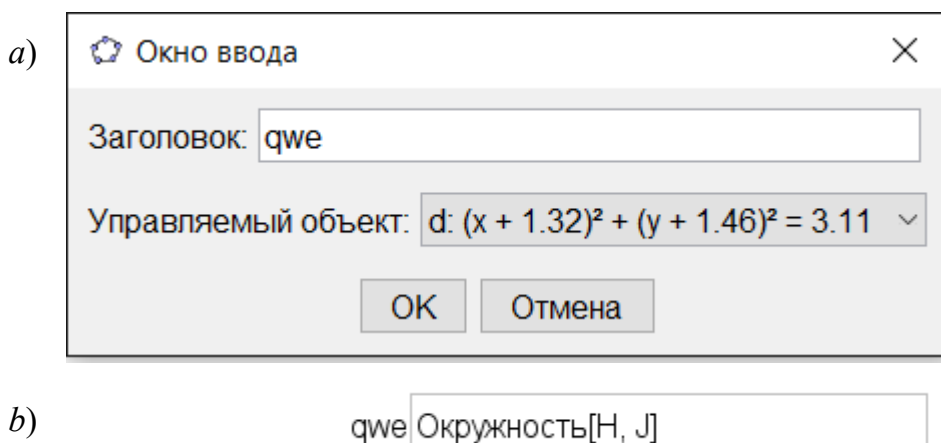 a)
Окно ввода
Заголовок: qwe
Управляемый объект: d: (x + 1.32)² + (y + 1.46)² = 3.11
OK Отмена
b)
qwe Окружность[H, J]